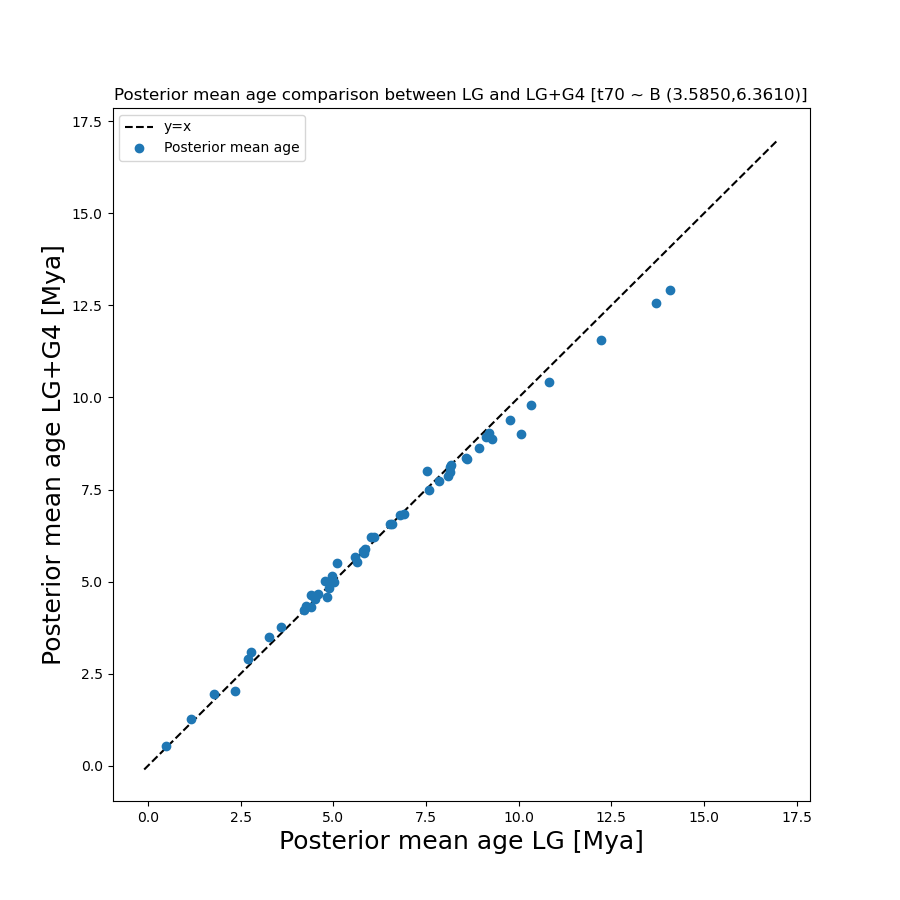 Posterior mean age comparison between LG and LG+G4 [t70 ~ B (3.5850,6.3610)]
y=x
Posterior mean age
17.5
15.0
12.5
10.0
7.5
5.0
2.5
0.0
Posterior mean age LG+G4 [Mya]
0.0 2.5 5.0 7.5 10.0 12.5 15.0 17.5
Posterior mean age LG [Mya]